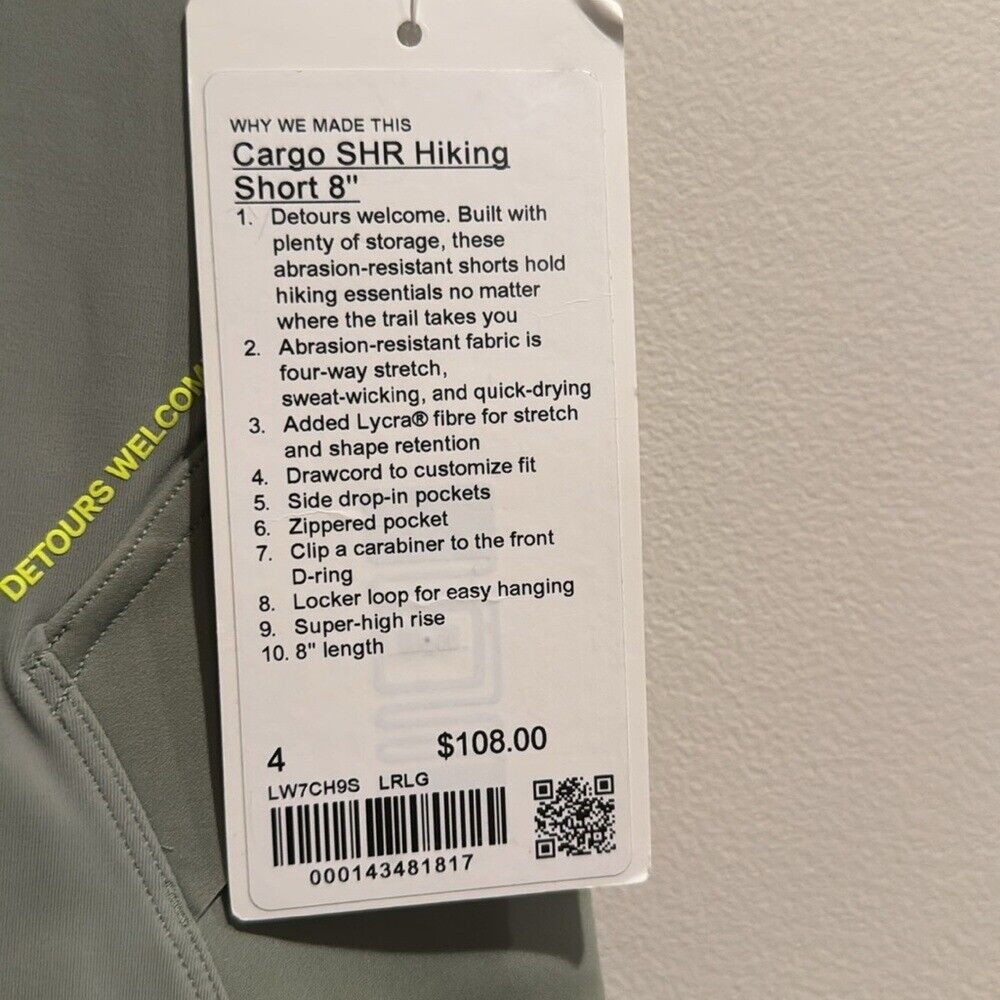 WHY WE MADE THIS
Cargo SHR Hiking
Short 8"
1. Detours welcome. Built with
plenty of storage, these
abrasion-resistant shorts hold
hiking essentials no matter
where the trail takes you
2. Abrasion-resistant fabric is
four-way stretch,
sweat-wicking, and quick-drying
3. Added Lycra® fibre for stretch
and shape retention
4. Drawcord to customize fit
5. Side drop-in pockets
6. Zippered pocket
7. Clip a carabiner to the front
D-ring
8. Locker loop for easy hanging
9. Super-high rise
10. 8" length
4 $108.00
LW7CH9S LRLG
000143481817
DETOURS WELCOM